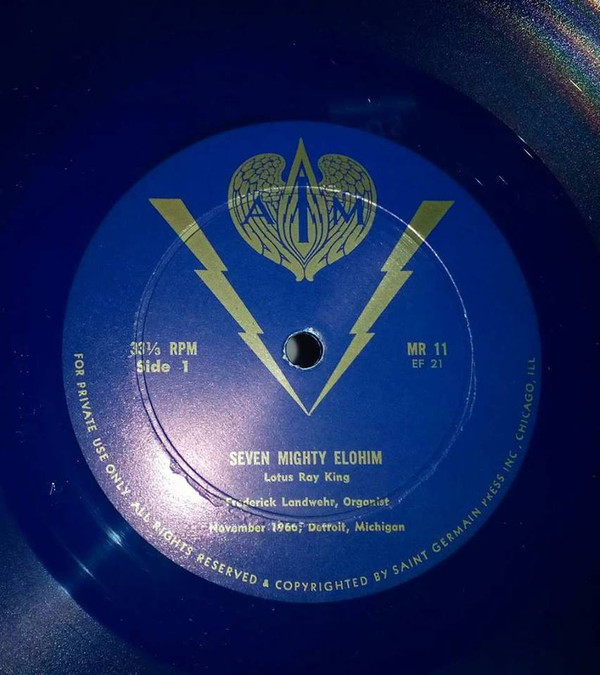 A
A I M
33⅓ RPM
Side 1
MR 11
EF 21
SEVEN MIGHTY ELOHIM
Lotus Ray King
Frederick Landwehr, Organist
November 1966, Detroit, Michigan
FOR PRIVATE USE ONLY ALL RIGHTS RESERVED & COPYRIGHTED BY SAINT GERMAIN PRESS INC., CHICAGO, ILL